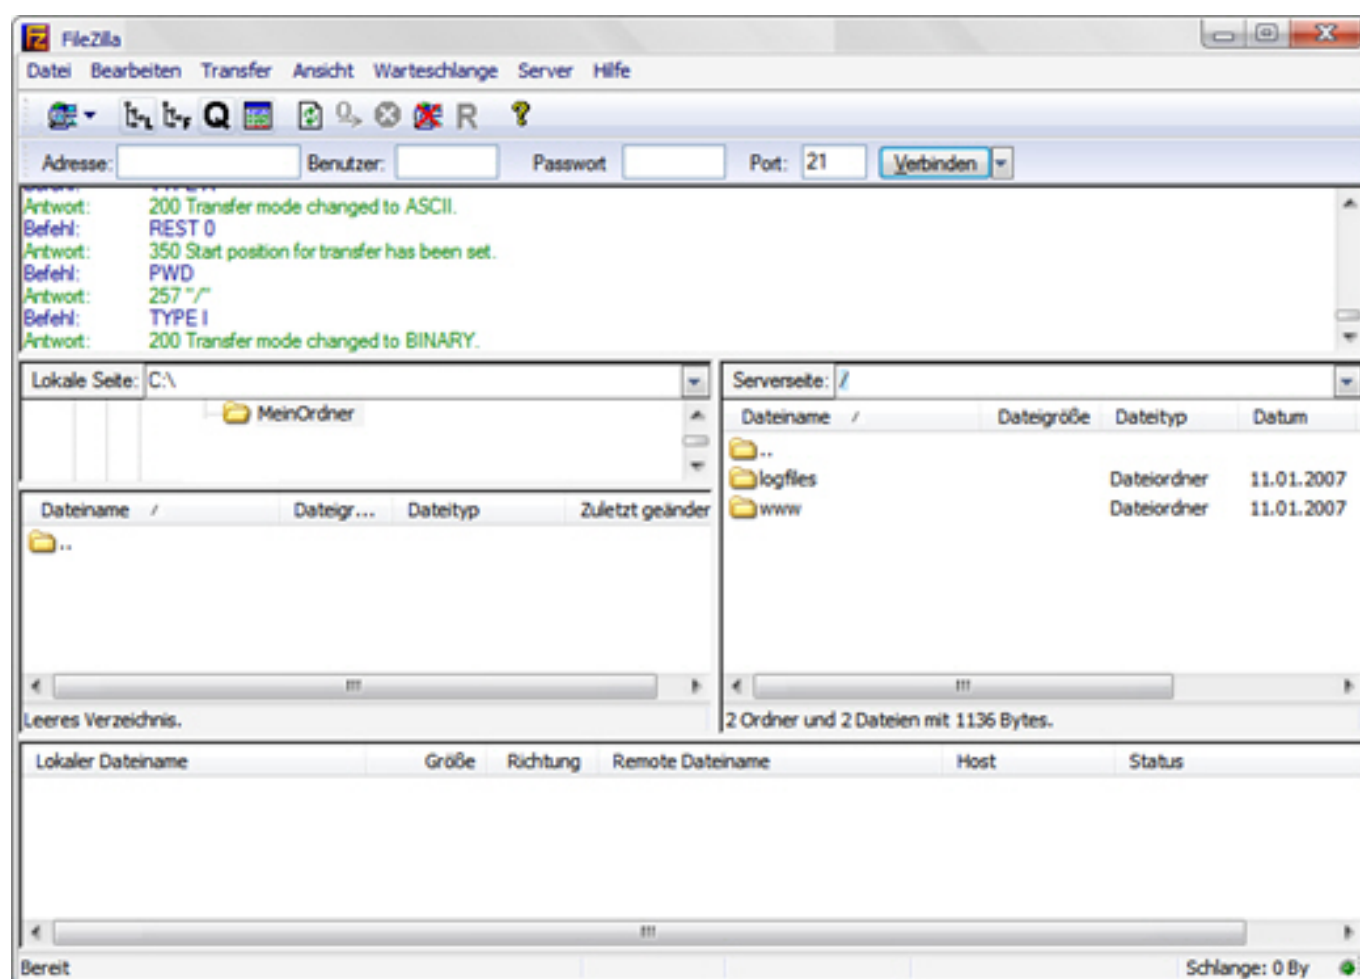 FileZilla
Datei Bearbeiten Transfer Ansicht Warteschlange Server Hilfe
Adresse: Benutzer: Passwort Port: 21 Verbinden
Antwort: 200 Transfer mode changed to ASCII.
Befehl: REST 0
Antwort: 350 Start position for transfer has been set.
Befehl: PWD
Antwort: 257 "/"
Befehl: TYPE I
Antwort: 200 Transfer mode changed to BINARY.
Lokale Seite: C:\
MeinOrdner
Dateiname / Dateigr... Dateityp Zuletzt geänder
..
Leeres Verzeichnis.
Serverseite: /
Dateiname / Dateigröße Dateityp Datum
..
logfiles Dateiordner 11.01.2007
www Dateiordner 11.01.2007
2 Ordner und 2 Dateien mit 1136 Bytes.
Lokaler Dateiname Größe Richtung Remote Dateiname Host Status
Bereit Schlange: 0 By